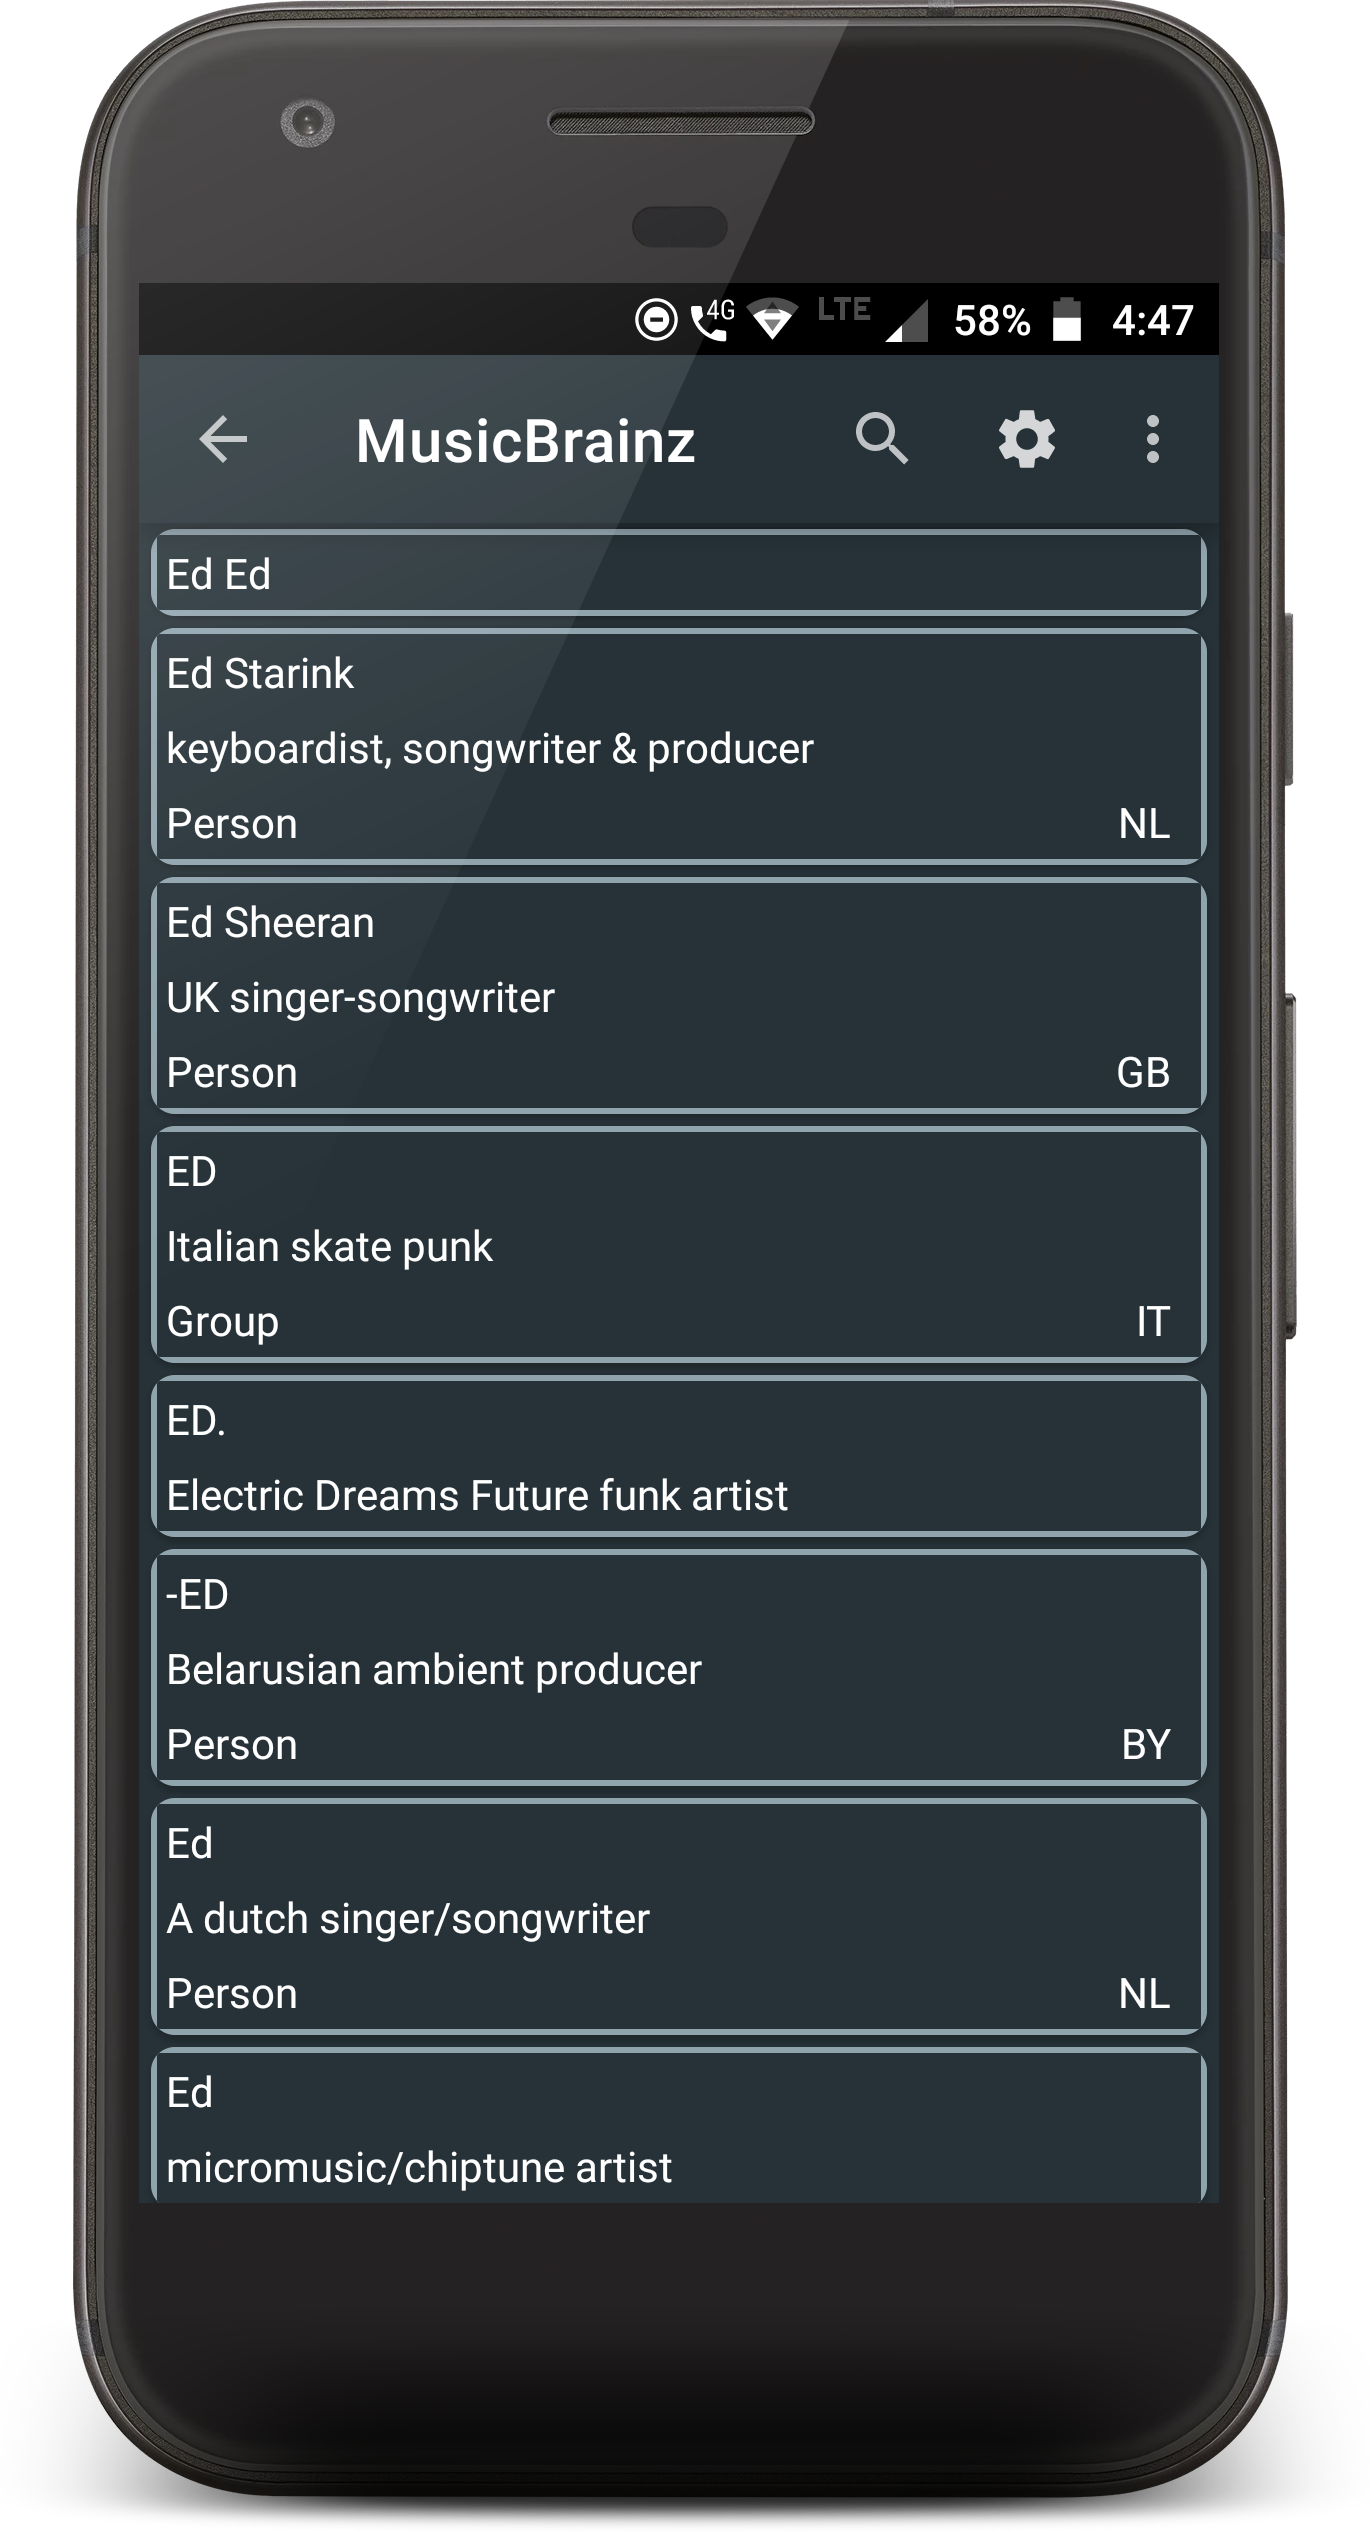 4G LTE 58% 4:47
MusicBrainz
Ed Ed
Ed Starink
keyboardist, songwriter & producer
Person NL
Ed Sheeran
UK singer-songwriter
Person GB
ED
Italian skate punk
Group IT
ED.
Electric Dreams Future funk artist
-ED
Belarusian ambient producer
Person BY
Ed
A dutch singer/songwriter
Person NL
Ed
micromusic/chiptune artist